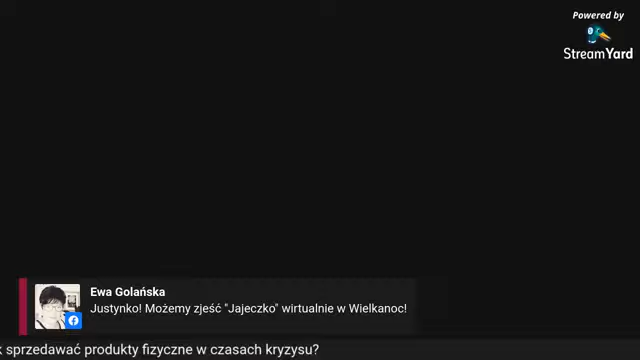 Powered by
StreamYard
Ewa Golańska
Justynko! Możemy zjeść "Jajeczko" wirtualnie w Wielkanoc!
sprzedawać produkty fizyczne w czasach kryzysu?